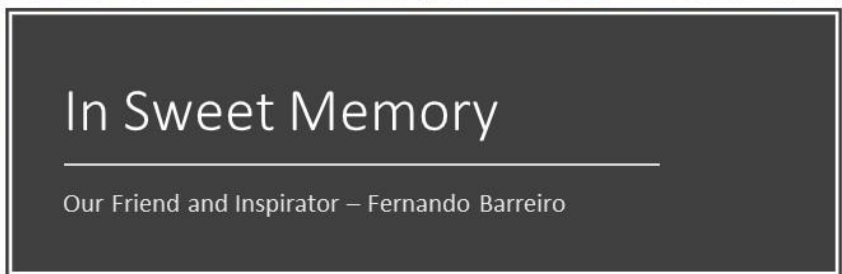 In Sweet Memory
Our Friend and Inspirator – Fernando Barreiro